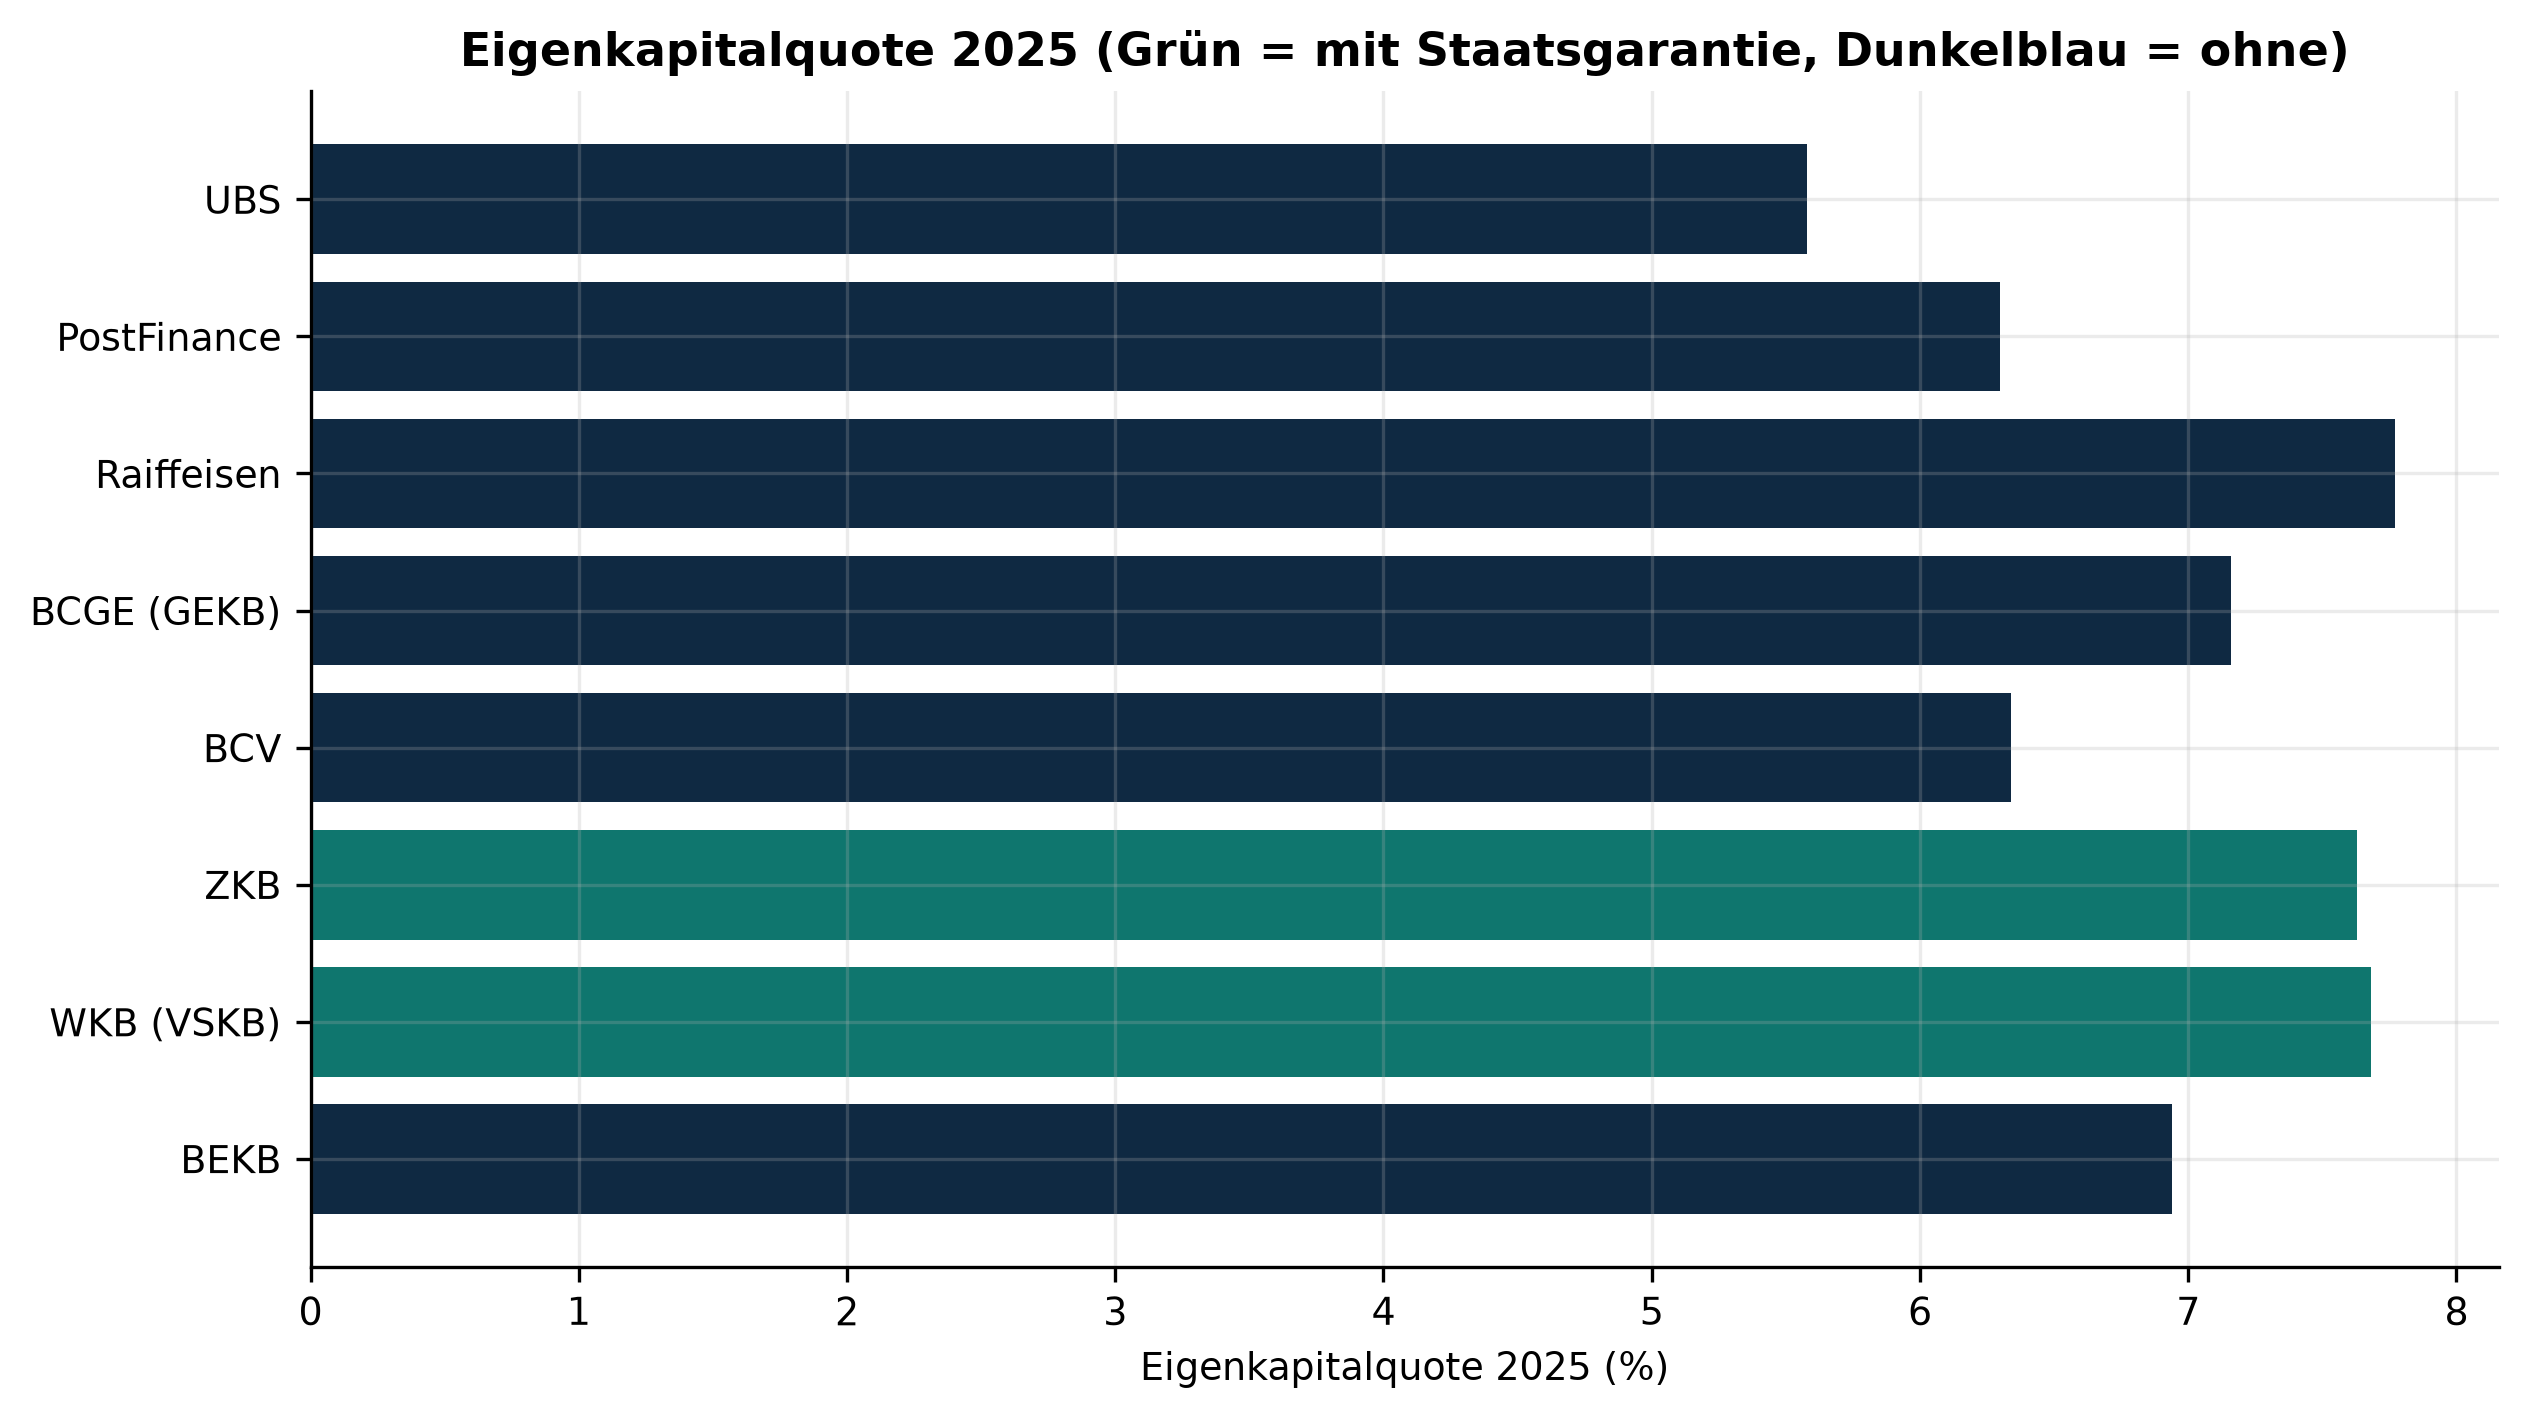 Eigenkapitalquote 2025 (Grün = mit Staatsgarantie, Dunkelblau = ohne)
UBS
PostFinance
Raiffeisen
BCGE (GEKB)
BCV
ZKB
WKB (VSKB)
BEKB
0 1 2 3 4 5 6 7 8
Eigenkapitalquote 2025 (%)